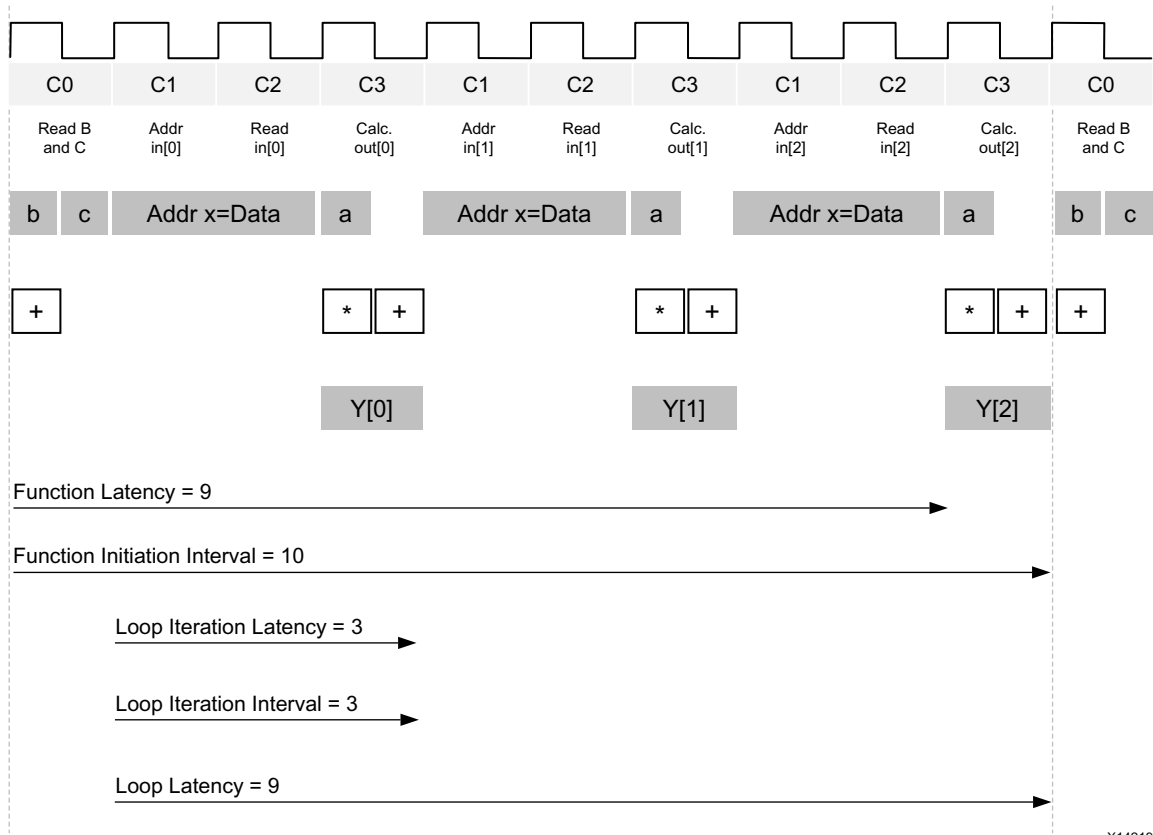 C0 C1 C2 C3 C1 C2 C3 C1 C2 C3 C0
Read B Addr Read Calc. Addr Read Calc. Addr Read Calc. Read B
and C in[0] in[0] out[0] in[1] in[1] out[1] in[2] in[2] out[2] and C
b c Addr x=Data a Addr x=Data a Addr x=Data a b c
+ * + * + * + +
Y[0] Y[1] Y[2]
Function Latency = 9
Function Initiation Interval = 10
Loop Iteration Latency = 3
Loop Iteration Interval = 3
Loop Latency = 9